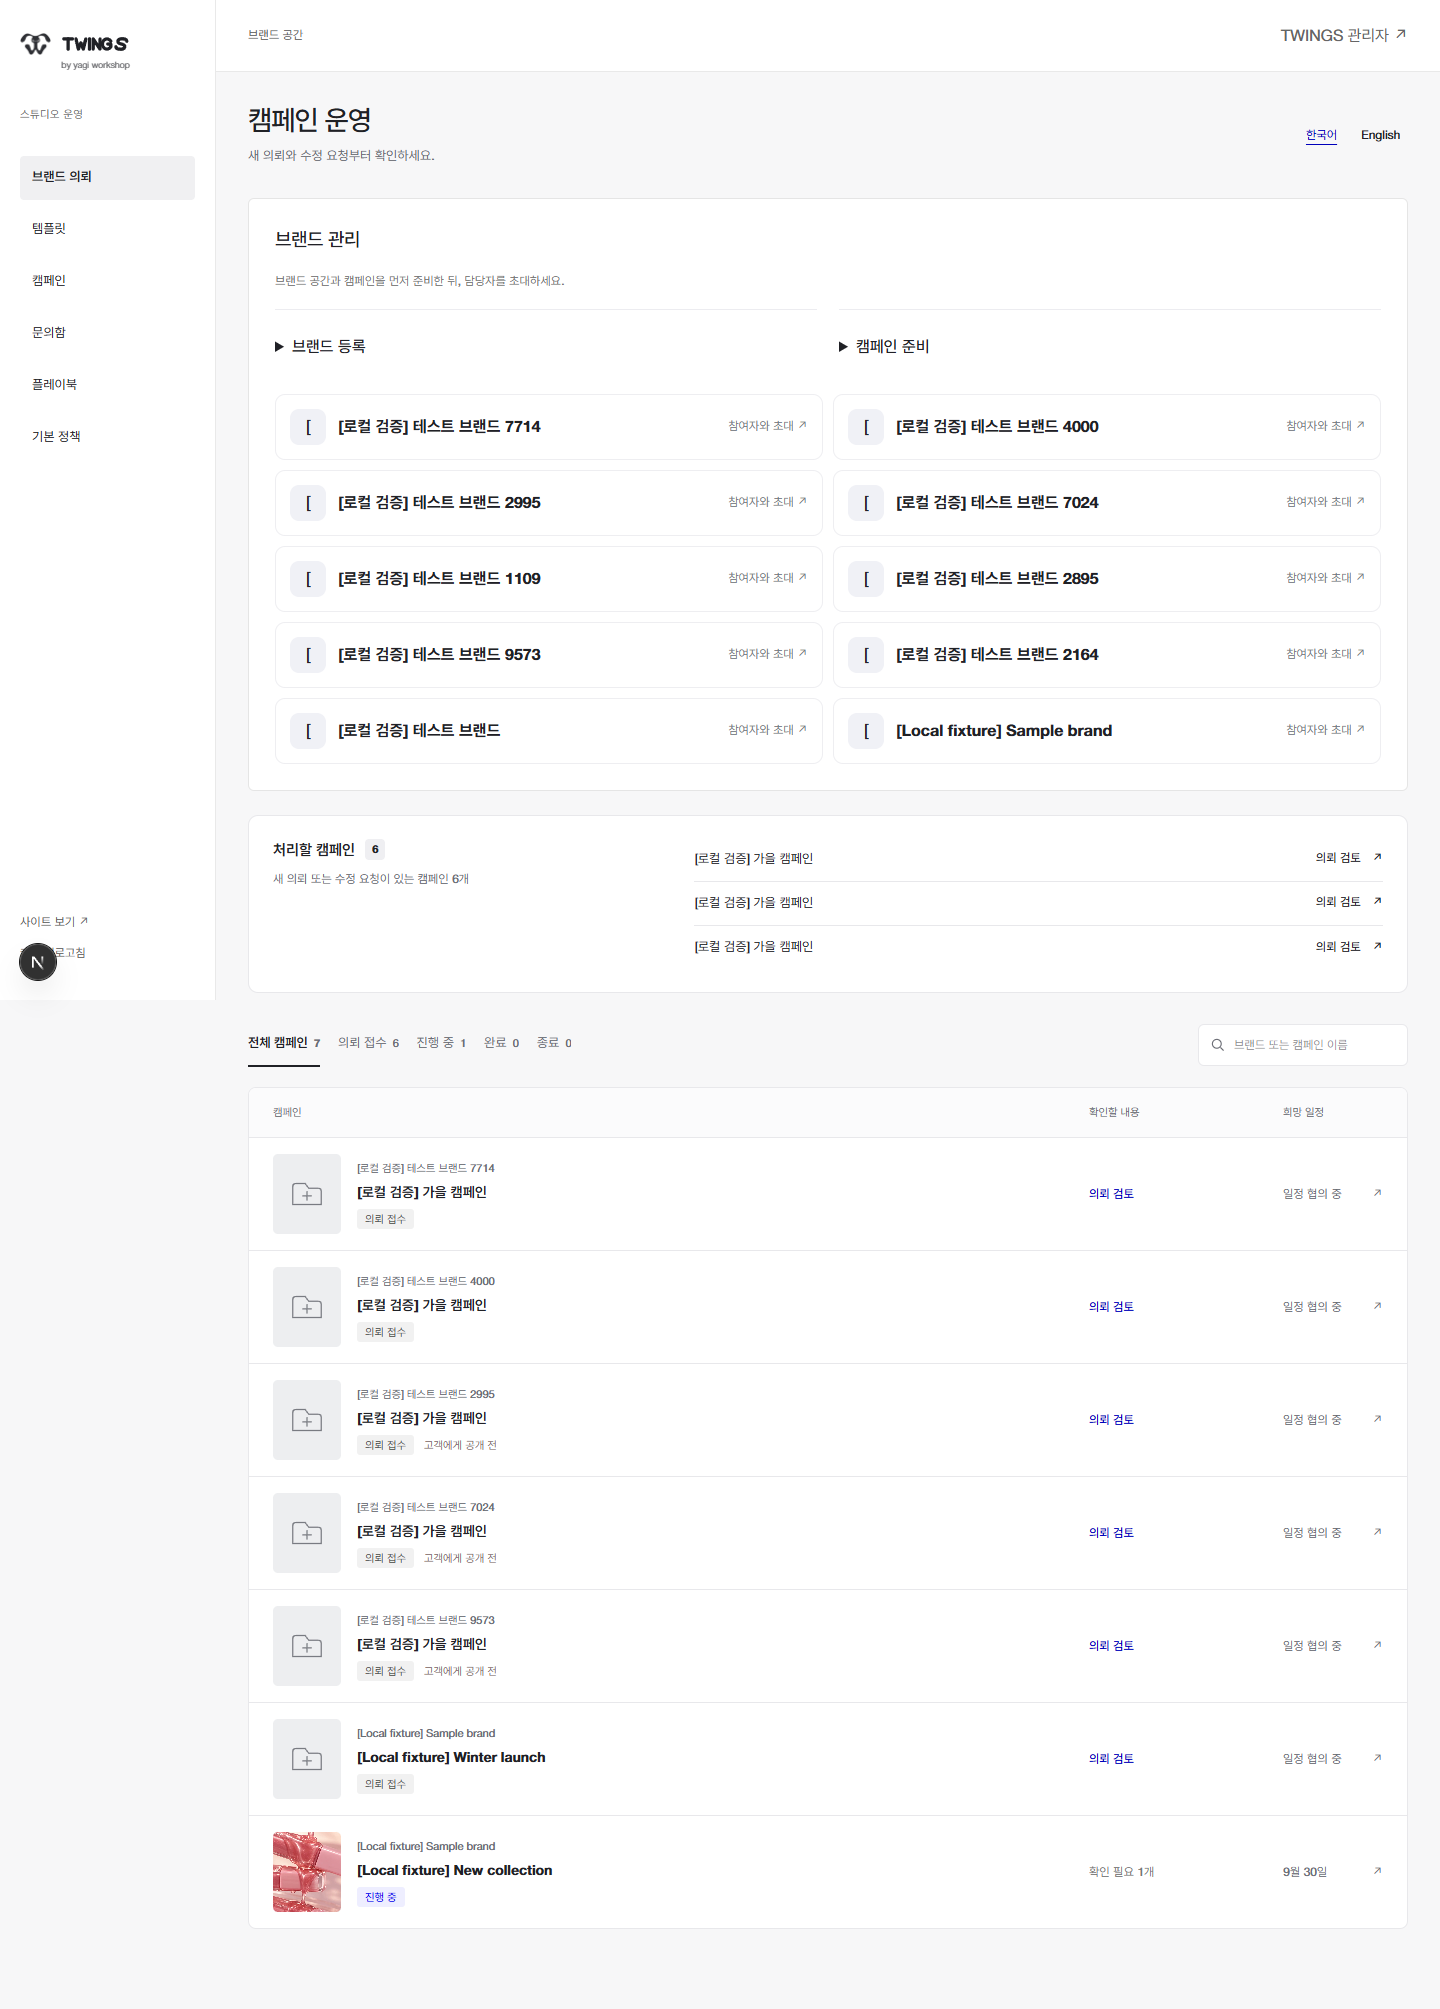 TWINGS
by yagi workshop
스튜디오 운영
브랜드 의뢰
템플릿
캠페인
문의함
플레이북
기본 정책
사이트 보기 ↗
로고침
N
브랜드 공간
TWINGS 관리자 ↗
캠페인 운영
새 의뢰와 수정 요청부터 확인하세요.
한국어 English
브랜드 관리
브랜드 공간과 캠페인을 먼저 준비한 뒤, 담당자를 초대하세요.
▶ 브랜드 등록
▶ 캠페인 준비
[ [로컬 검증] 테스트 브랜드 7714 참여자와 초대 ↗
[ [로컬 검증] 테스트 브랜드 4000 참여자와 초대 ↗
[ [로컬 검증] 테스트 브랜드 2995 참여자와 초대 ↗
[ [로컬 검증] 테스트 브랜드 7024 참여자와 초대 ↗
[ [로컬 검증] 테스트 브랜드 1109 참여자와 초대 ↗
[ [로컬 검증] 테스트 브랜드 2895 참여자와 초대 ↗
[ [로컬 검증] 테스트 브랜드 9573 참여자와 초대 ↗
[ [로컬 검증] 테스트 브랜드 2164 참여자와 초대 ↗
[ [로컬 검증] 테스트 브랜드 참여자와 초대 ↗
[ [Local fixture] Sample brand 참여자와 초대 ↗
처리할 캠페인 6
새 의뢰 또는 수정 요청이 있는 캠페인 6개
[로컬 검증] 가을 캠페인 의뢰 검토 ↗
[로컬 검증] 가을 캠페인 의뢰 검토 ↗
[로컬 검증] 가을 캠페인 의뢰 검토 ↗
전체 캠페인 7 의뢰 접수 6 진행 중 1 완료 0 종료 0
브랜드 또는 캠페인 이름
캠페인 확인할 내용 희망 일정
[로컬 검증] 테스트 브랜드 7714
[로컬 검증] 가을 캠페인
의뢰 접수
의뢰 검토 일정 협의 중 ↗
[로컬 검증] 테스트 브랜드 4000
[로컬 검증] 가을 캠페인
의뢰 접수
의뢰 검토 일정 협의 중 ↗
[로컬 검증] 테스트 브랜드 2995
[로컬 검증] 가을 캠페인
의뢰 접수 고객에게 공개 전
의뢰 검토 일정 협의 중 ↗
[로컬 검증] 테스트 브랜드 7024
[로컬 검증] 가을 캠페인
의뢰 접수 고객에게 공개 전
의뢰 검토 일정 협의 중 ↗
[로컬 검증] 테스트 브랜드 9573
[로컬 검증] 가을 캠페인
의뢰 접수 고객에게 공개 전
의뢰 검토 일정 협의 중 ↗
[Local fixture] Sample brand
[Local fixture] Winter launch
의뢰 접수
의뢰 검토 일정 협의 중 ↗
[Local fixture] Sample brand
[Local fixture] New collection
진행 중
확인 필요 1개 9월 30일 ↗